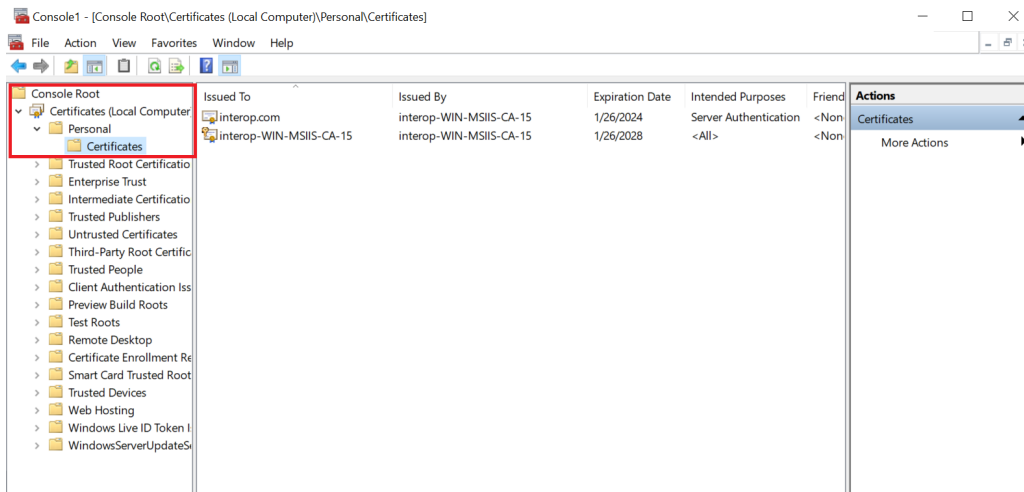 Console1 - [Console Root\Certificates (Local Computer)\Personal\Certificates]
File Action View Favorites Window Help
Console Root
Certificates (Local Computer
Personal
Certificates
Trusted Root Certificatio
Enterprise Trust
Intermediate Certificatio
Trusted Publishers
Untrusted Certificates
Third-Party Root Certific
Trusted People
Client Authentication Iss
Preview Build Roots
Test Roots
Remote Desktop
Certificate Enrollment Re
Smart Card Trusted Root
Trusted Devices
Web Hosting
Windows Live ID Token I
WindowsServerUpdateSe
Issued To Issued By Expiration Date Intended Purposes Friend
interop.com interop-WIN-MSIIS-CA-15 1/26/2024 Server Authentication <Non
interop-WIN-MSIIS-CA-15 interop-WIN-MSIIS-CA-15 1/26/2028 <All> <Non
Actions
Certificates
More Actions